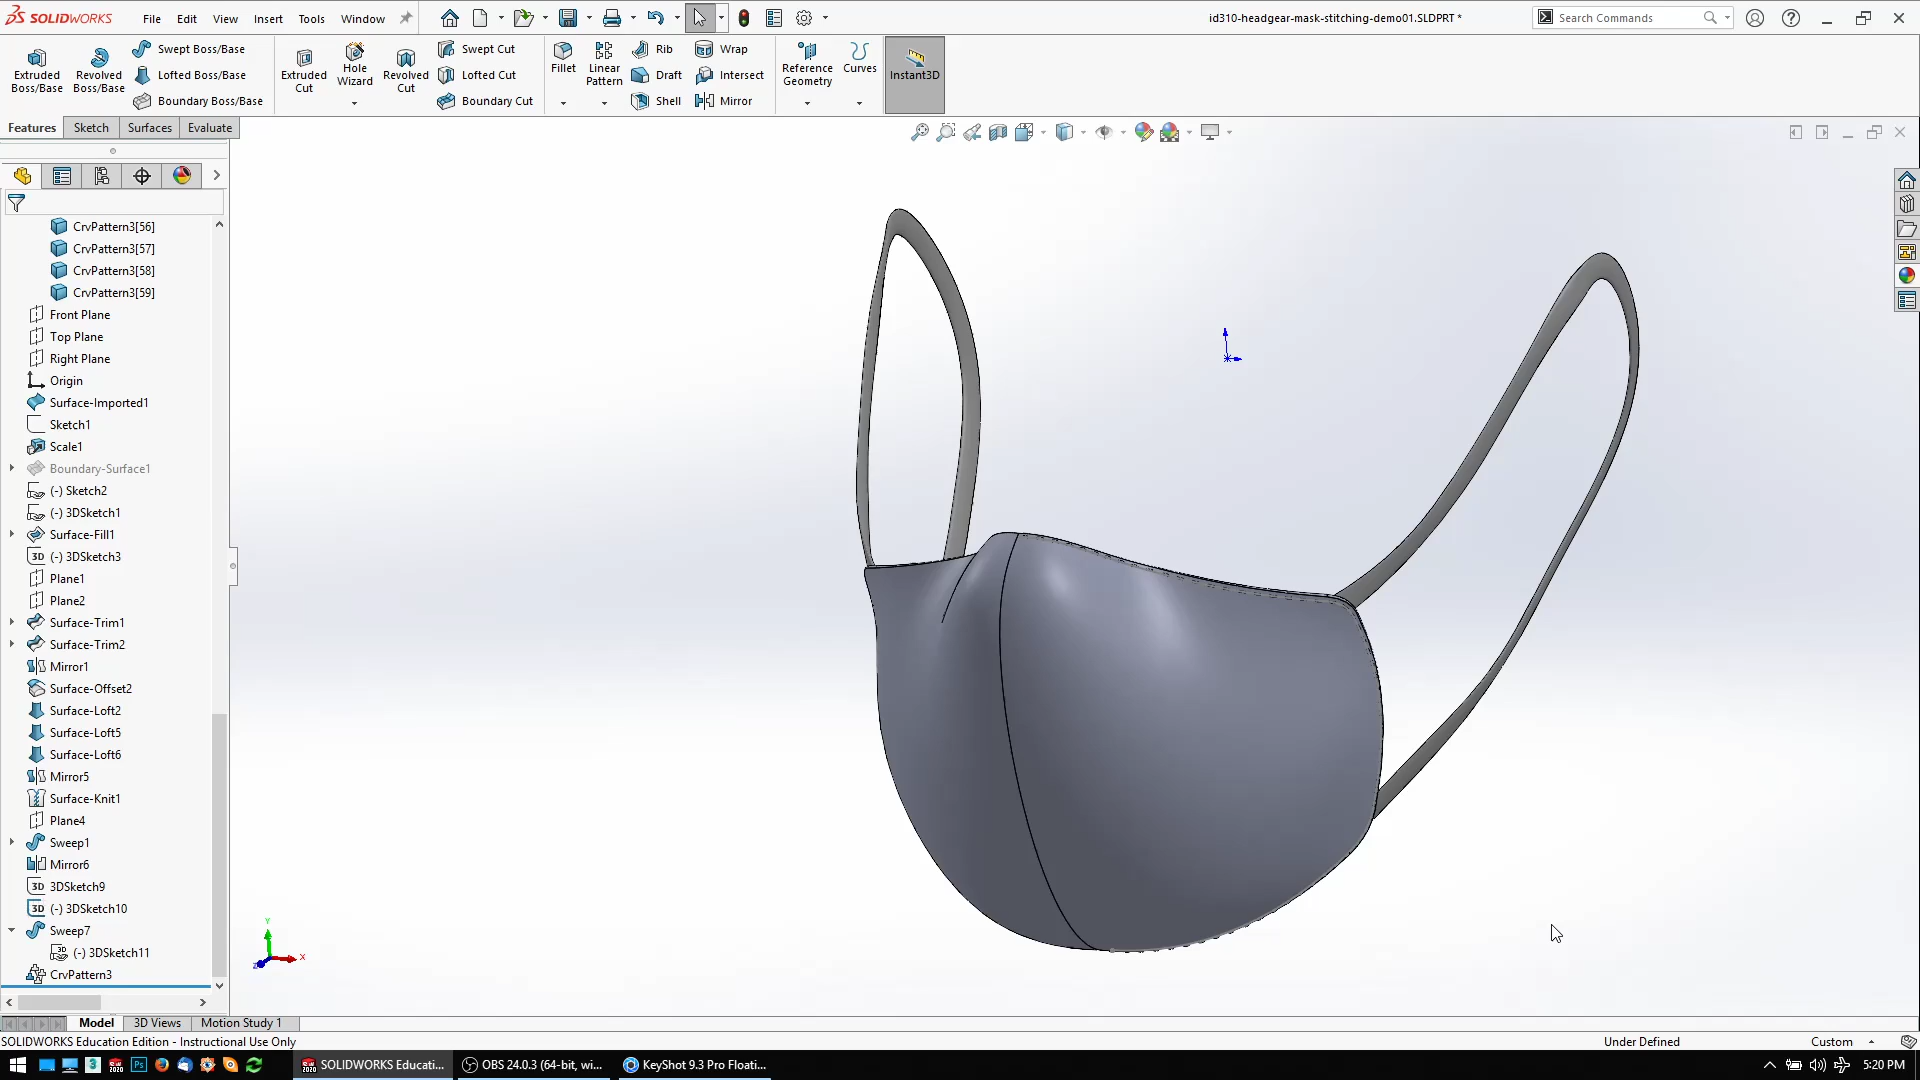 SOLIDWORKS
File
Edit
View
Insert
Tools
Window
id310-headgear-mask-stitching-demo01.SLDPRT *
Search Commands
Extruded Boss/Base
Revolved Boss/Base
Swept Boss/Base
Lofted Boss/Base
Boundary Boss/Base
Extruded Cut
Hole Wizard
Revolved Cut
Swept Cut
Lofted Cut
Boundary Cut
Fillet
Linear Pattern
Rib
Draft
Shell
Wrap
Intersect
Mirror
Reference Geometry
Curves
Instant3D
Features
Sketch
Surfaces
Evaluate
CrvPattern3[56]
CrvPattern3[57]
CrvPattern3[58]
CrvPattern3[59]
Front Plane
Top Plane
Right Plane
Origin
Surface-Imported1
Sketch1
Scale1
Boundary-Surface1
(-) Sketch2
(-) 3DSketch1
Surface-Fill1
3D (-) 3DSketch3
Plane1
Plane2
Surface-Trim1
Surface-Trim2
Mirror1
Surface-Offset2
Surface-Loft2
Surface-Loft5
Surface-Loft6
Mirror5
Surface-Knit1
Plane4
Sweep1
Mirror6
3D 3DSketch9
3D (-) 3DSketch10
Sweep7
3D (-) 3DSketch11
CrvPattern3
Y
X
Z
Model
3D Views
Motion Study 1
SOLIDWORKS Education Edition - Instructional Use Only
Under Defined
Custom
SOLIDWORKS Educati...
OBS 24.0.3 (64-bit, wi...
KeyShot 9.3 Pro Floati...
5:20 PM